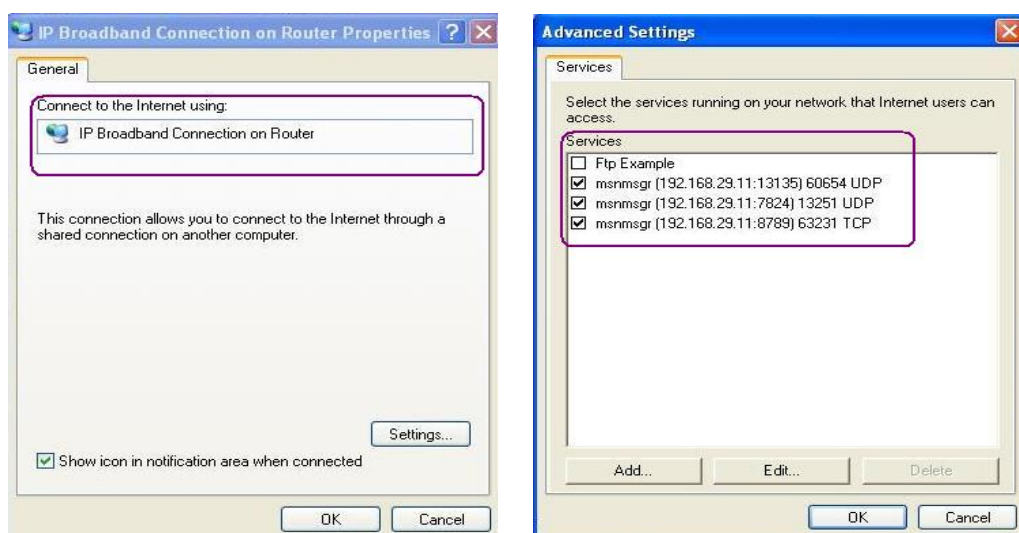 IP Broadband Connection on Router Properties
General
Connect to the Internet using:
IP Broadband Connection on Router
This connection allows you to connect to the Internet through a
shared connection on another computer.
Settings...
Show icon in notification area when connected
OK Cancel
Advanced Settings
Services
Select the services running on your network that Internet users can
access.
Services
Ftp Example
msnmsgr (192.168.29.11:13135) 60654 UDP
msnmsgr (192.168.29.11:7824) 13251 UDP
msnmsgr (192.168.29.11:8789) 63231 TCP
Add... Edit... Delete
OK Cancel